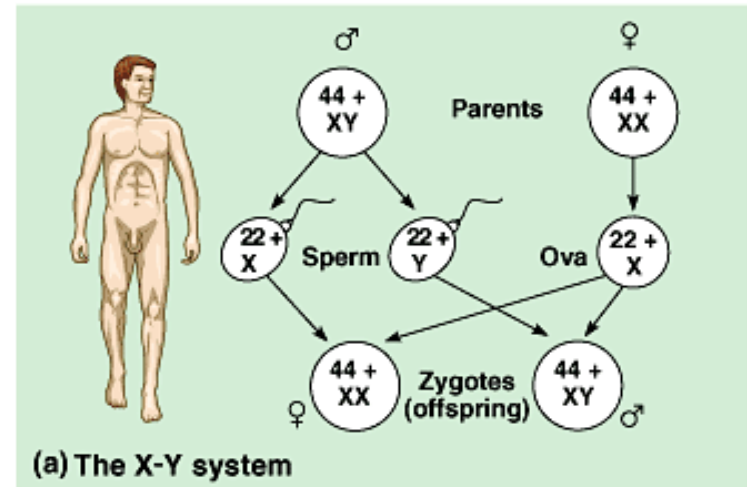 ♂
♀
44 +
XY
Parents
44 +
XX
22 +
X
Sperm
22 +
Y
Ova
22 +
X
44 +
XX
♀
Zygotes
(offspring)
44 +
XY
♂
(a) The X-Y system